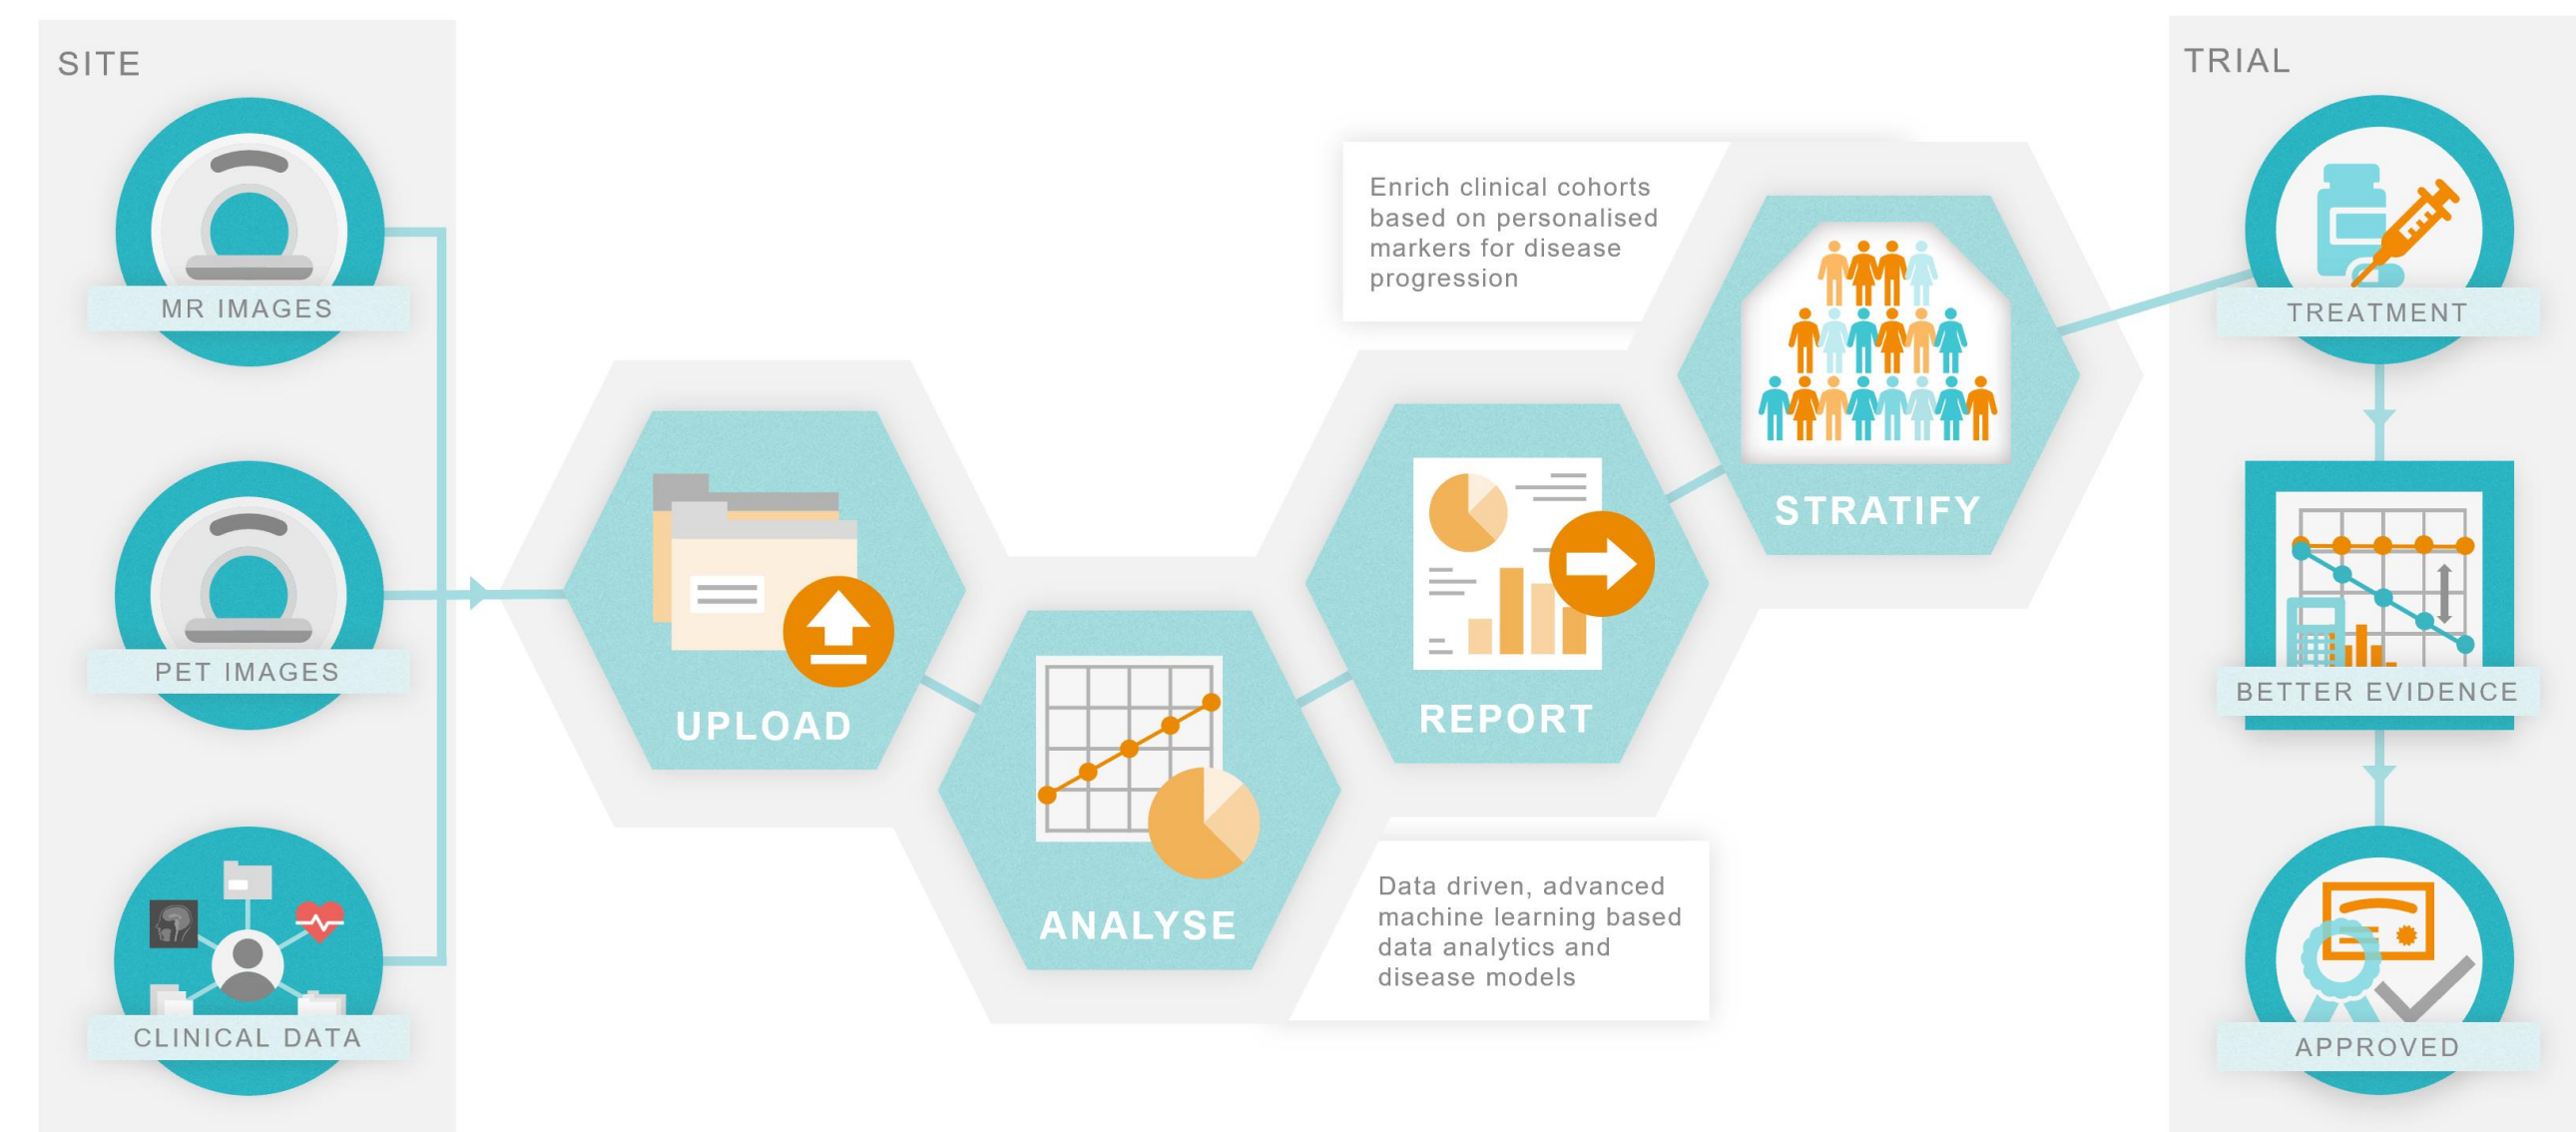 SITE
MR IMAGES
PET IMAGES
CLINICAL DATA
UPLOAD
ANALYSE
Data driven, advanced
machine learning based
data analytics and
disease models
REPORT
Enrich clinical cohorts
based on personalised
markers for disease
progression
STRATIFY
TRIAL
TREATMENT
BETTER EVIDENCE
APPROVED